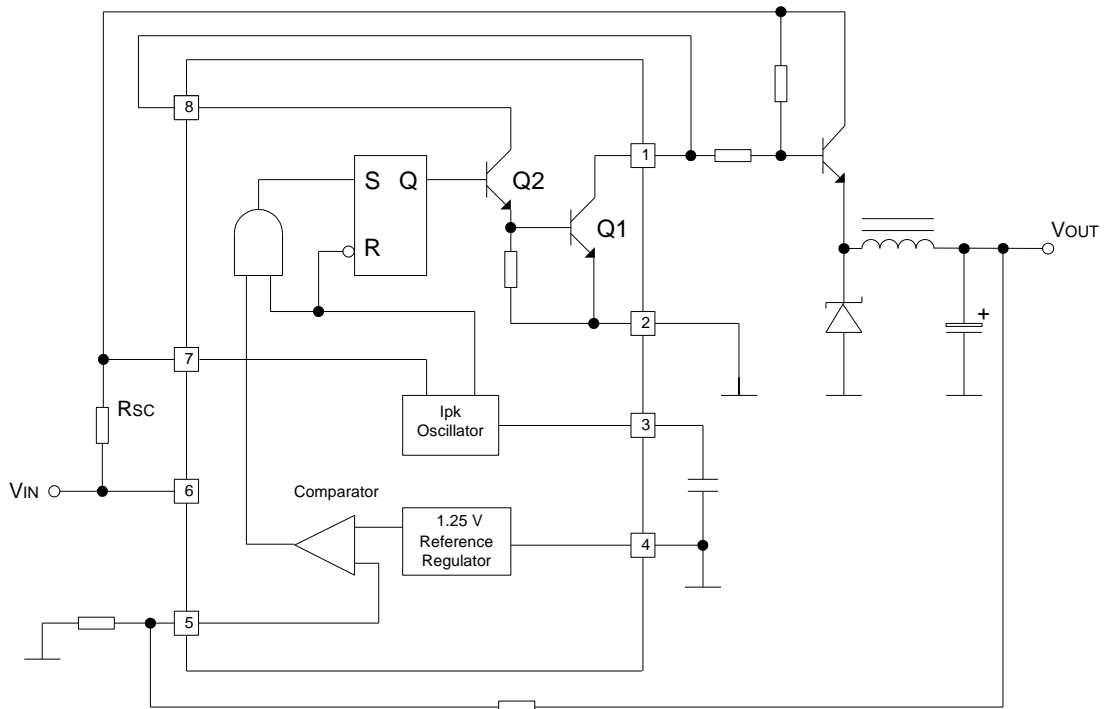 8
1
S Q
Q2
R
Q1
VOUT
+
2
7
RSC
Ipk
Oscillator
3
VIN
6
Comparator
1.25 V
Reference
Regulator
4
5